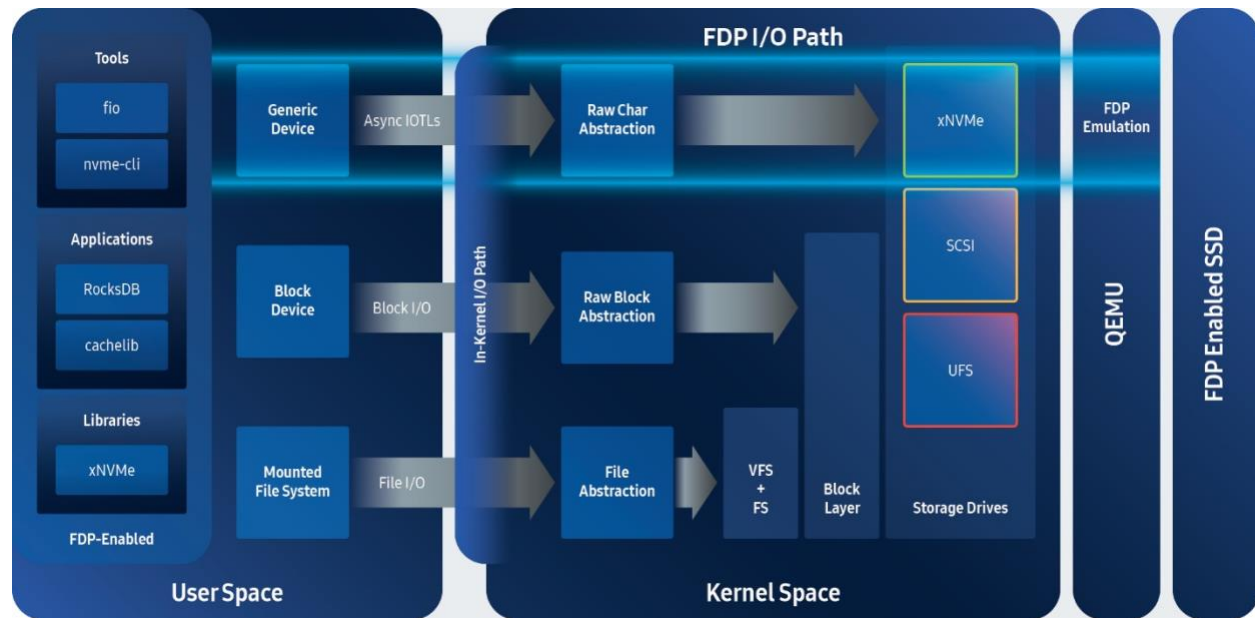 FDP I/O Path
Tools
fio
nvme-cli
Applications
RocksDB
cachelib
Libraries
xNVMe
FDP-Enabled
User Space
Generic
Device
Async IOTLs
Block
Device
Block I/O
Mounted
File System
File I/O
In-Kernel I/O Path
Raw Char
Abstraction
Raw Block
Abstraction
File
Abstraction
VFS
+
FS
Block
Layer
xNVMe
SCSI
UFS
Storage Drives
Kernel Space
FDP
Emulation
QEMU
FDP Enabled SSD